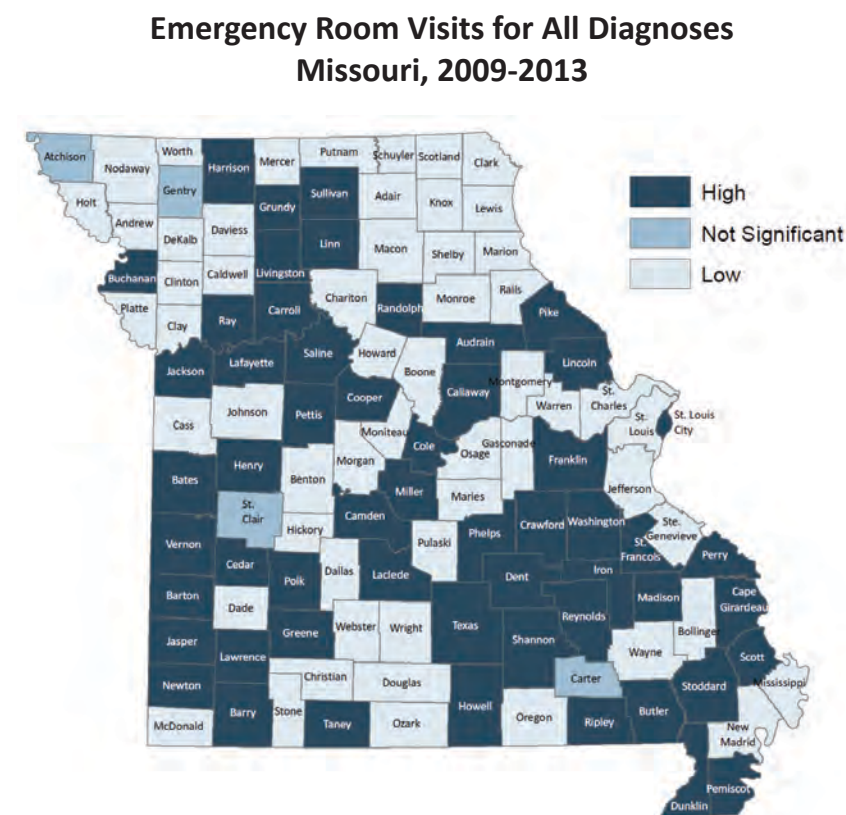 Emergency Room Visits for All Diagnoses
Missouri, 2009-2013
High
Not Significant
Low
Atchison
Nodaway
Worth
Harrison
Mercer
Putnam
Schuyler
Scotland
Clark
Gentry
Holt
Andrew
DeKalb
Daviess
Grundy
Sullivan
Adair
Knox
Lewis
Linn
Macon
Shelby
Marion
Buchanan
Clinton
Caldwell
Livingston
Chariton
Randolph
Monroe
Ralls
Pike
Platte
Clay
Ray
Carroll
Jackson
Lafayette
Saline
Howard
Boone
Audrain
Callaway
Montgomery
Lincoln
Warren
St.
Charles
St.
Louis
St. Louis
City
Cass
Johnson
Pettis
Cooper
Moniteau
Cole
Osage
Gasconade
Franklin
Jefferson
Bates
Henry
Benton
Morgan
Miller
Maries
St.
Clair
Hickory
Camden
Pulaski
Phelps
Crawford
Washington
St.
Francois
Ste.
Genevieve
Perry
Vernon
Cedar
Polk
Dallas
Laclede
Dent
Iron
Madison
Cape
Girardeau
Barton
Dade
Greene
Webster
Wright
Texas
Shannon
Reynolds
Wayne
Bollinger
Scott
Mississippi
Jasper
Lawrence
Christian
Douglas
Carter
Stoddard
Newton
McDonald
Barry
Stone
Taney
Ozark
Howell
Oregon
Ripley
Butler
New
Madrid
Pemiscot
Dunklin